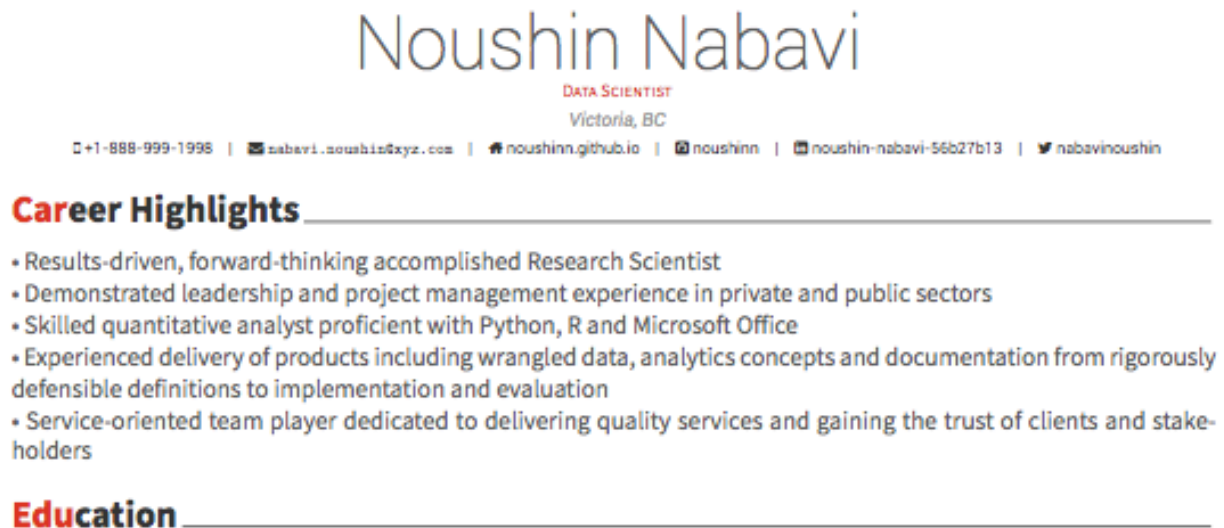 Noushin Nabavi
DATA SCIENTIST
Victoria, BC
+1-888-999-1998 | nabavi.noushin@xyz.com | noushinn.github.io | noushinn | noushin-nabavi-56b27b13 | nabavinoushin
Career Highlights
• Results-driven, forward-thinking accomplished Research Scientist
• Demonstrated leadership and project management experience in private and public sectors
• Skilled quantitative analyst proficient with Python, R and Microsoft Office
• Experienced delivery of products including wrangled data, analytics concepts and documentation from rigorously
defensible definitions to implementation and evaluation
• Service-oriented team player dedicated to delivering quality services and gaining the trust of clients and stake-
holders
Education